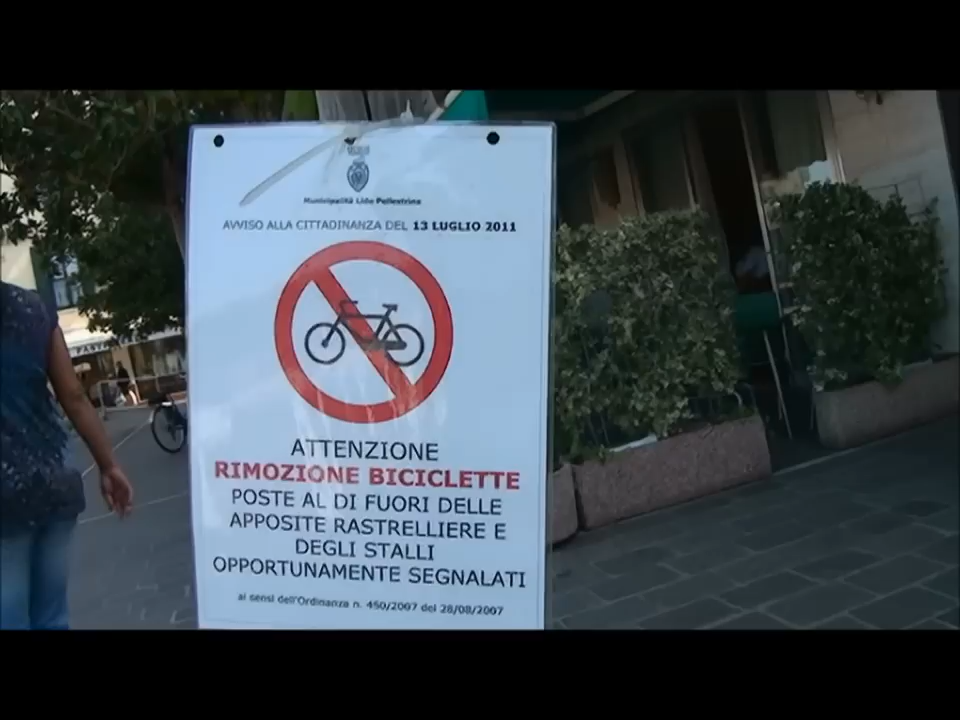 Municipalità Lido Pellestrina
AVVISO ALLA CITTADINANZA DEL 13 LUGLIO 2011
ATTENZIONE
RIMOZIONE BICICLETTE
POSTE AL DI FUORI DELLE
APPOSITE RASTRELLIERE E
DEGLI STALLI
OPPORTUNAMENTE SEGNALATI
ai sensi dell'Ordinanza n. 450/2007 del 28/08/2007